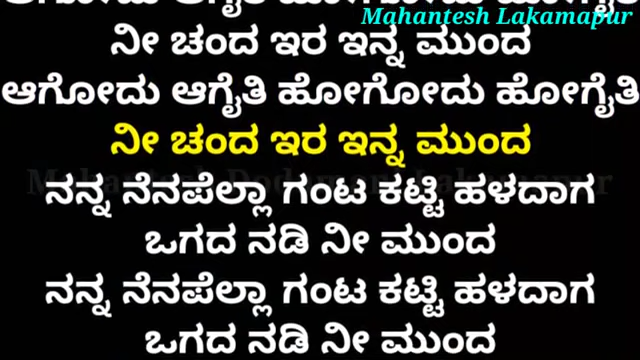 Mahantesh Lakamapur
ನೀ ಚಂದ ಇರ ಇನ್ನ ಮುಂದ
ಆಗೋದು ಆಗೈತಿ ಹೋಗೋದು ಹೋಗೈತಿ
ನೀ ಚಂದ ಇರ ಇನ್ನ ಮುಂದ
ನನ್ನ ನೆನಪೆಲ್ಲಾ ಗಂಟ ಕಟ್ಟಿ ಹಳದಾಗ
ಒಗದ ನಡಿ ನೀ ಮುಂದ
ನನ್ನ ನೆನಪೆಲ್ಲಾ ಗಂಟ ಕಟ್ಟಿ ಹಳದಾಗ
ಒಗದ ನಡಿ ನೀ ಮುಂದ